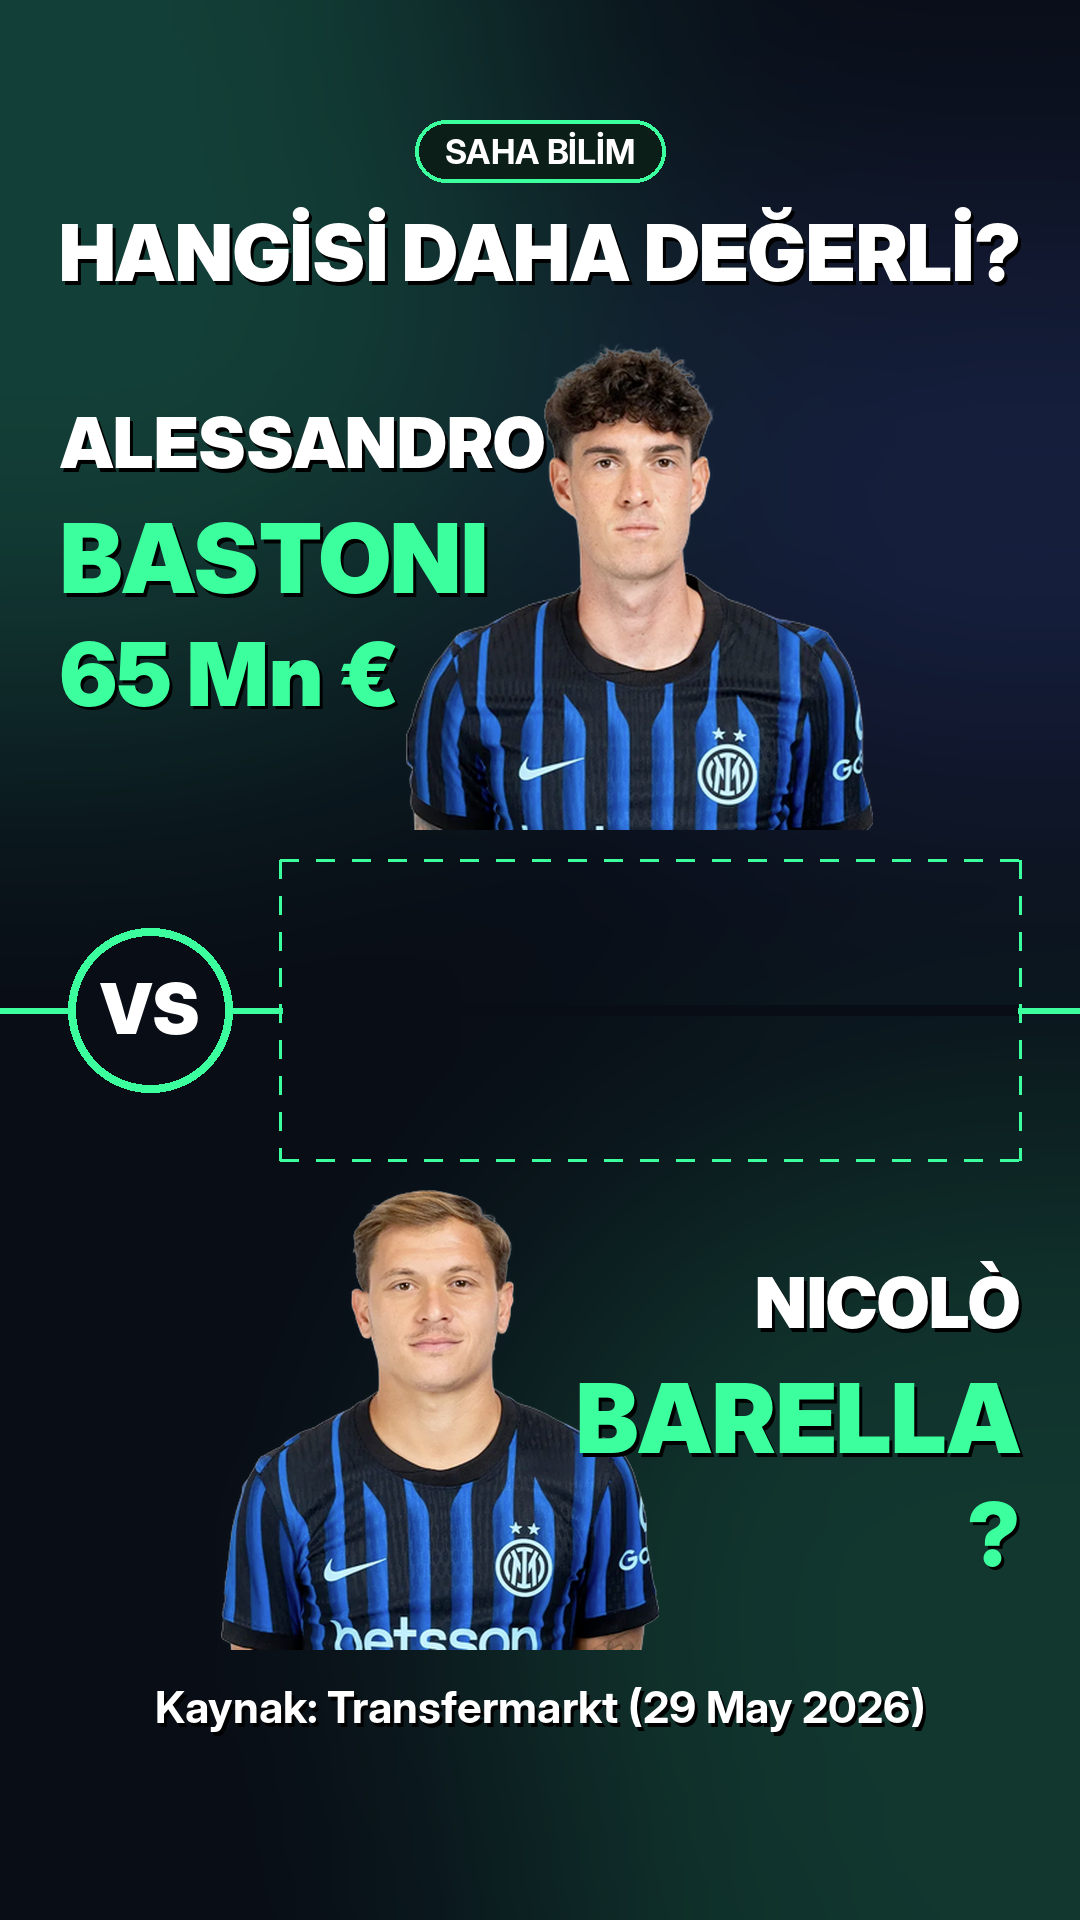 SAHA BİLİM
HANGİSİ DAHA DEĞERLİ?
ALESSANDRO
BASTONI
65 Mn €
VS
NICOLÒ
BARELLA
?
betsson
Kaynak: Transfermarkt (29 May 2026)